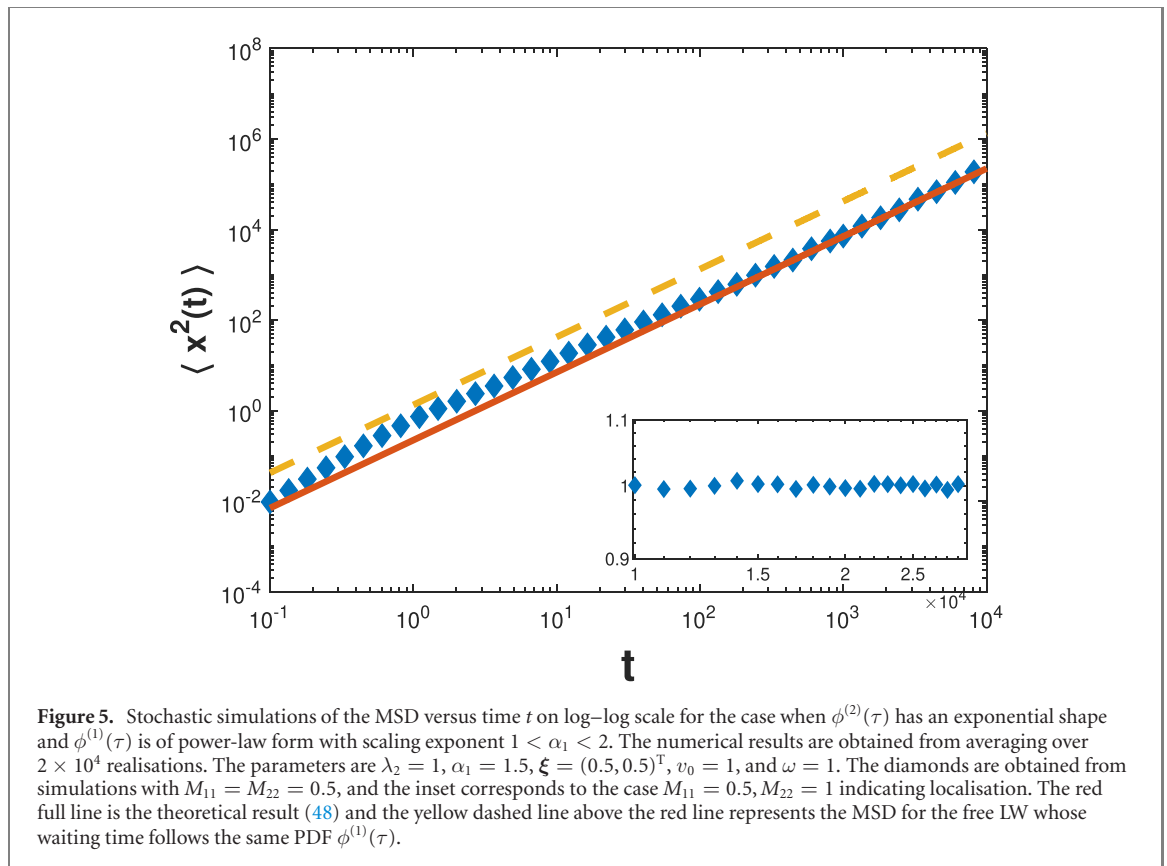 10^8
10^6
10^4
10^2
10^0
10^-2
10^-4
⟨ x^2(t) ⟩
1.1
1
0.9
1 1.5 2 2.5
×10^4
10^-1 10^0 10^1 10^2 10^3 10^4
t
Figure 5. Stochastic simulations of the MSD versus time t on log–log scale for the case when ϕ^(2)(τ) has an exponential shape
and ϕ^(1)(τ) is of power-law form with scaling exponent 1 < α_1 < 2. The numerical results are obtained from averaging over
2 × 10^4 realisations. The parameters are λ_2 = 1, α_1 = 1.5, ξ = (0.5, 0.5)^T, v_0 = 1, and ω = 1. The diamonds are obtained from
simulations with M_11 = M_22 = 0.5, and the inset corresponds to the case M_11 = 0.5, M_22 = 1 indicating localisation. The red
full line is the theoretical result (48) and the yellow dashed line above the red line represents the MSD for the free LW whose
waiting time follows the same PDF ϕ^(1)(τ).